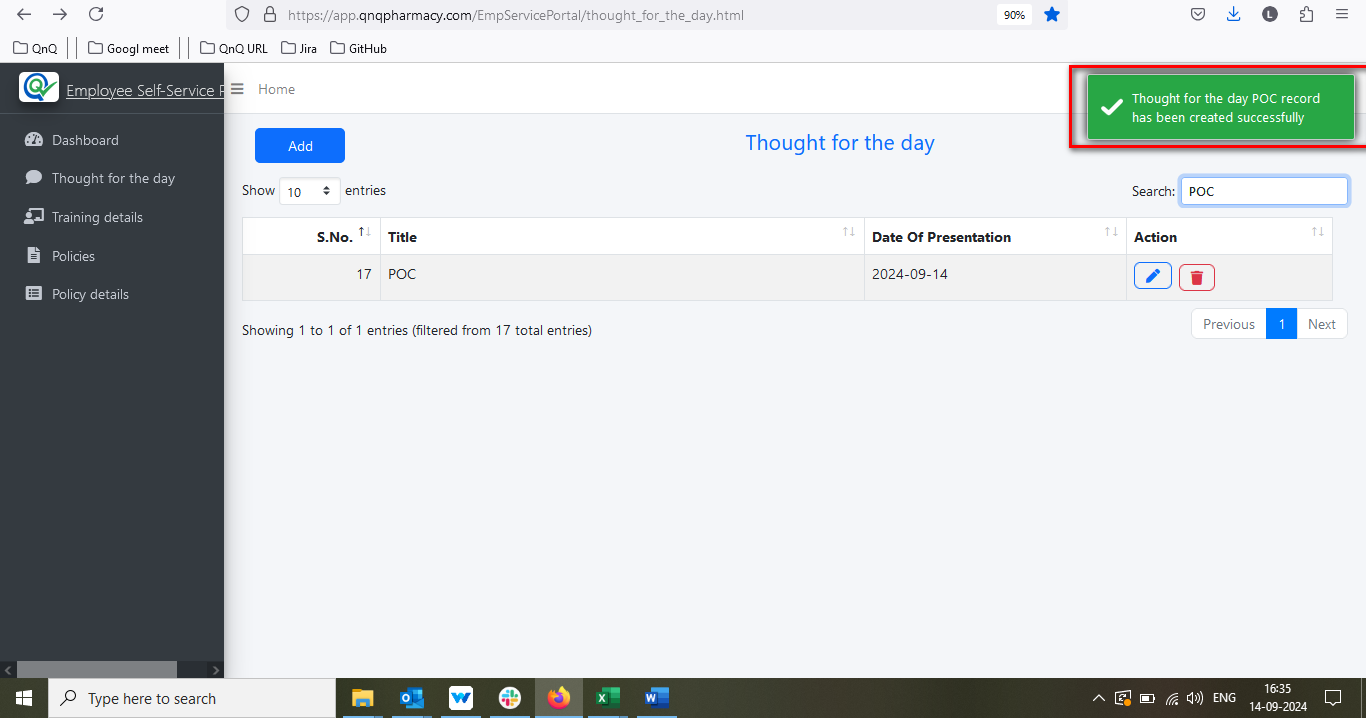 https://app.qnqpharmacy.com/EmpServicePortal/thought_for_the_day.html
90%
L
QnQ
Googl meet
QnQ URL
Jira
GitHub
Employee Self-Service P
Home
Thought for the day POC record
has been created successfully
Dashboard
Thought for the day
Training details
Policies
Policy details
Add
Thought for the day
Show 10 entries
Search: POC
S.No. Title Date Of Presentation Action
17 POC 2024-09-14
Showing 1 to 1 of 1 entries (filtered from 17 total entries)
Previous 1 Next
Type here to search
ENG
16:35
14-09-2024